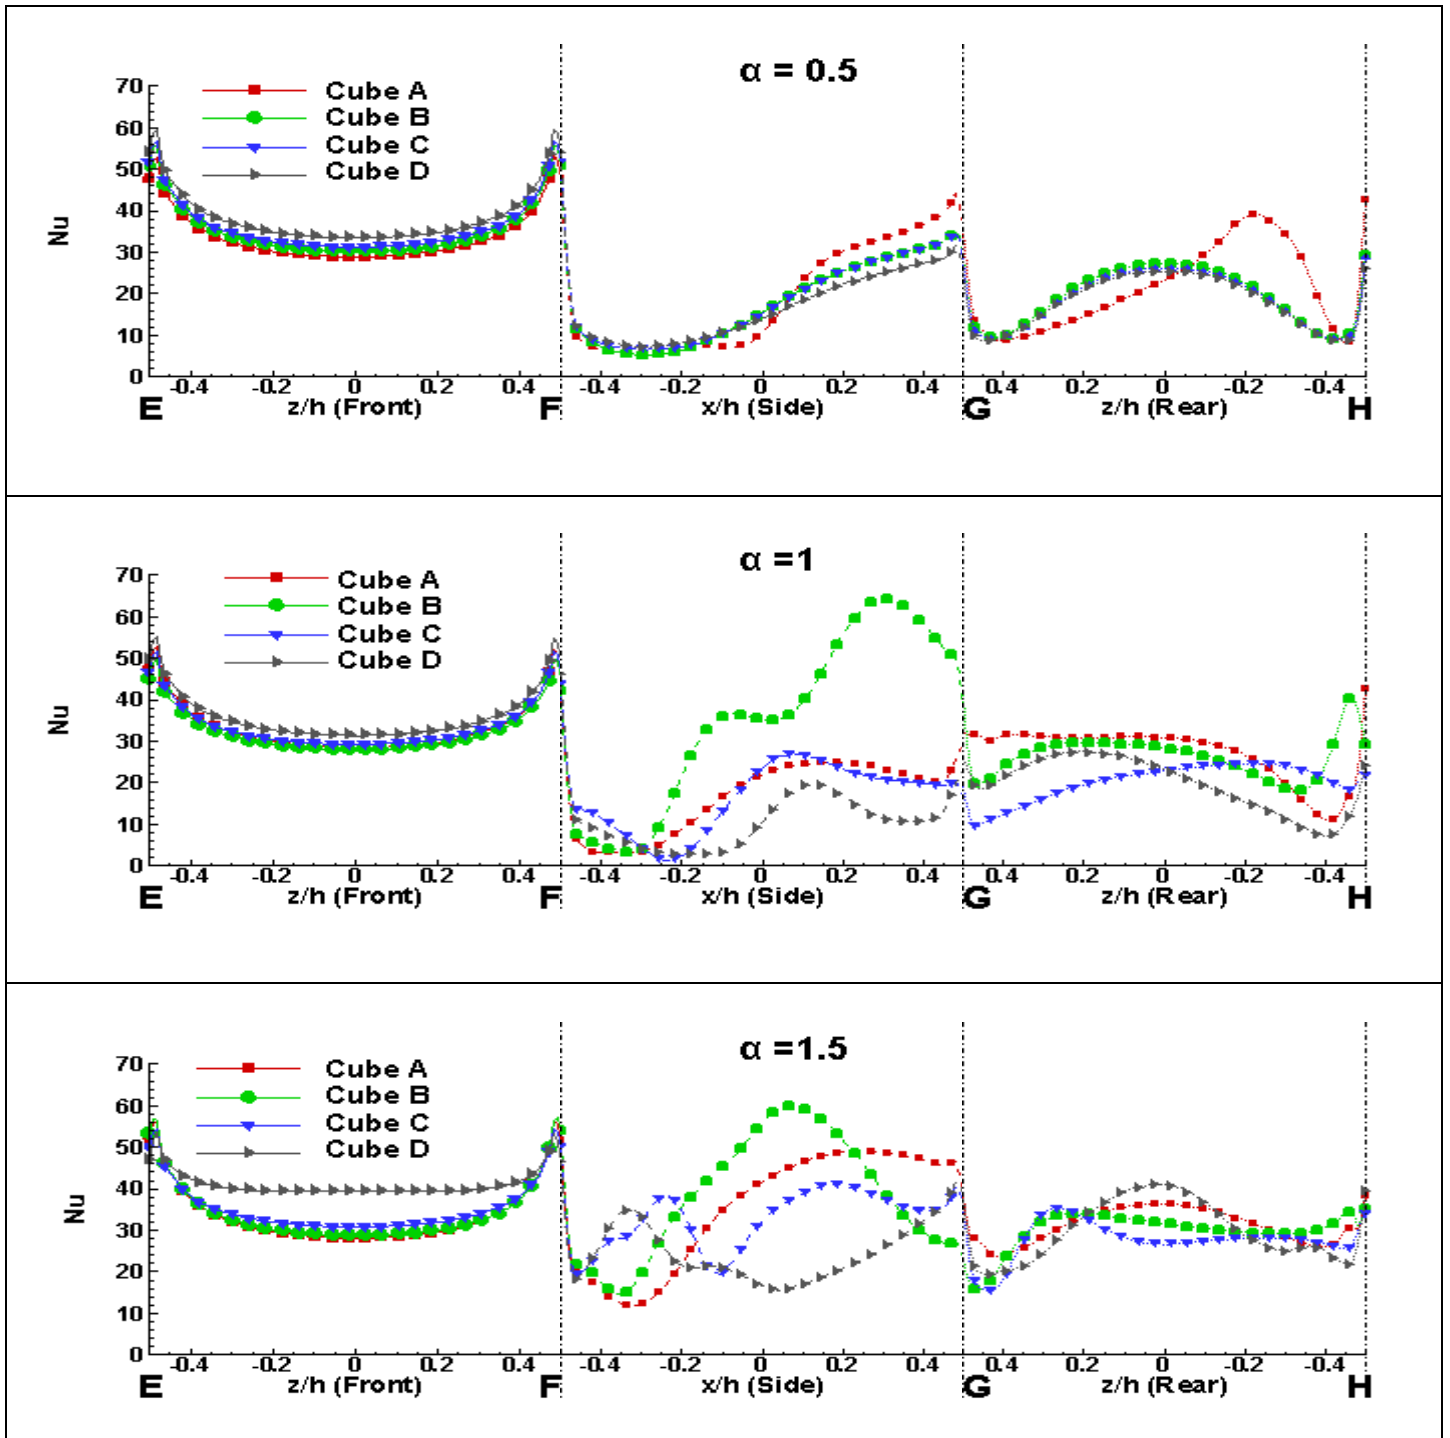 α = 0.5
70 Cube A
60 Cube B
50 Cube C
40 Cube D
Nu
30
20
10
0
-0.4 -0.2 0 0.2 0.4 -0.4 -0.2 0 0.2 0.4 0.4 0.2 0 -0.2 -0.4
E z/h (Front) F x/h (Side) G z/h (Rear) H
α =1
70 Cube A
60 Cube B
50 Cube C
40 Cube D
Nu
30
20
10
0
-0.4 -0.2 0 0.2 0.4 -0.4 -0.2 0 0.2 0.4 0.4 0.2 0 -0.2 -0.4
E z/h (Front) F x/h (Side) G z/h (Rear) H
α =1.5
70 Cube A
60 Cube B
50 Cube C
40 Cube D
Nu
30
20
10
0
-0.4 -0.2 0 0.2 0.4 -0.4 -0.2 0 0.2 0.4 0.4 0.2 0 -0.2 -0.4
E z/h (Front) F x/h (Side) G z/h (Rear) H